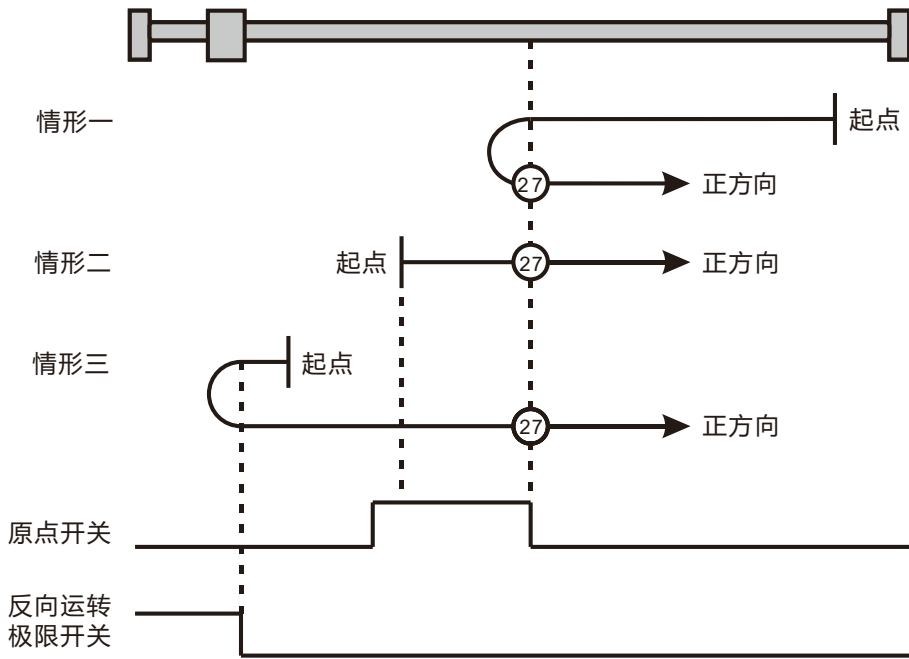 情形一
起点
27
正方向
情形二
起点
27
正方向
情形三
起点
27
正方向
原点开关
反向运转
极限开关